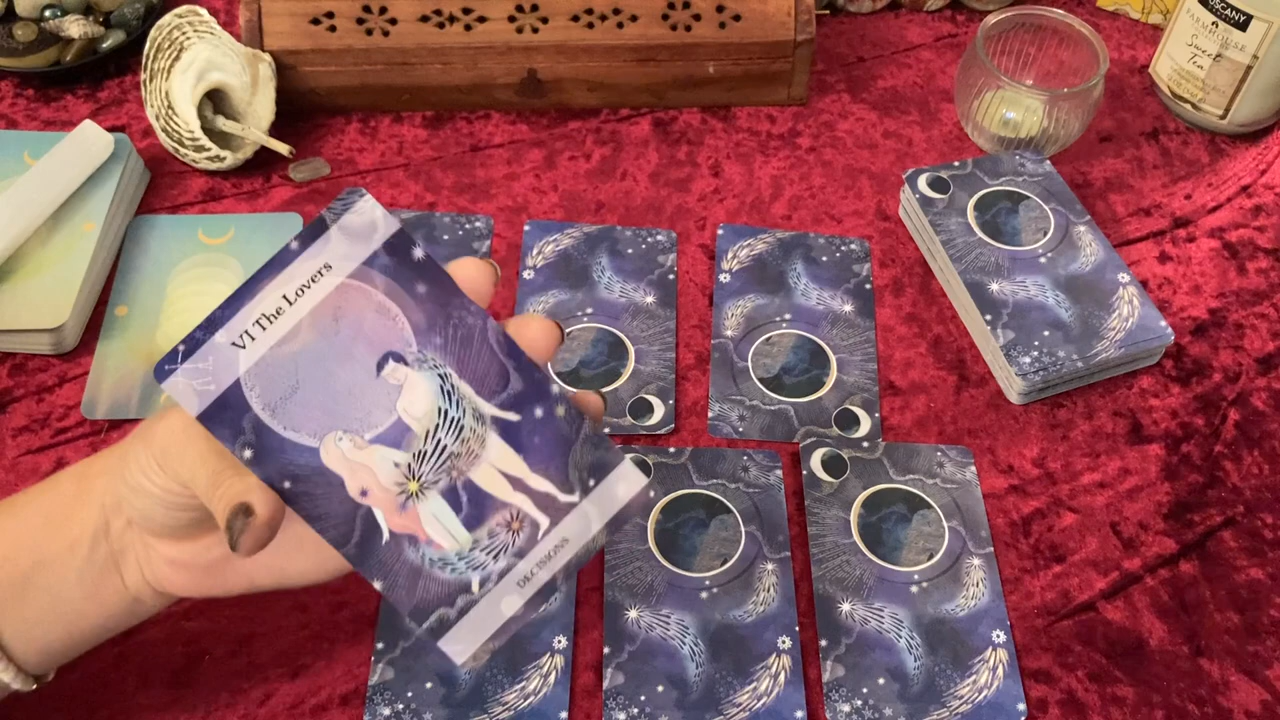 VI The Lovers
DECISIONS
TUSCANY
FARMHOUSE
Sweet
Tea